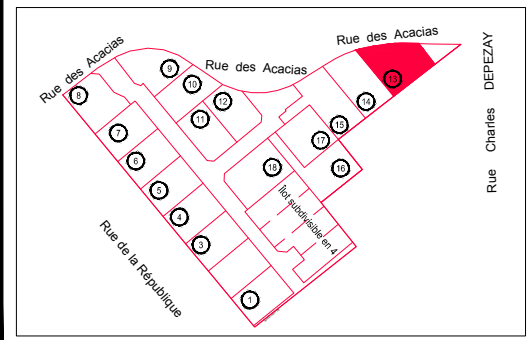 Rue des Acacias
Rue des Acacias
Rue des Acacias
Rue Charles DEPEZAY
8
9
10
12
11
13
14
15
17
16
7
6
5
4
3
18
Îlot subdivisible en 4
Rue de la République
1